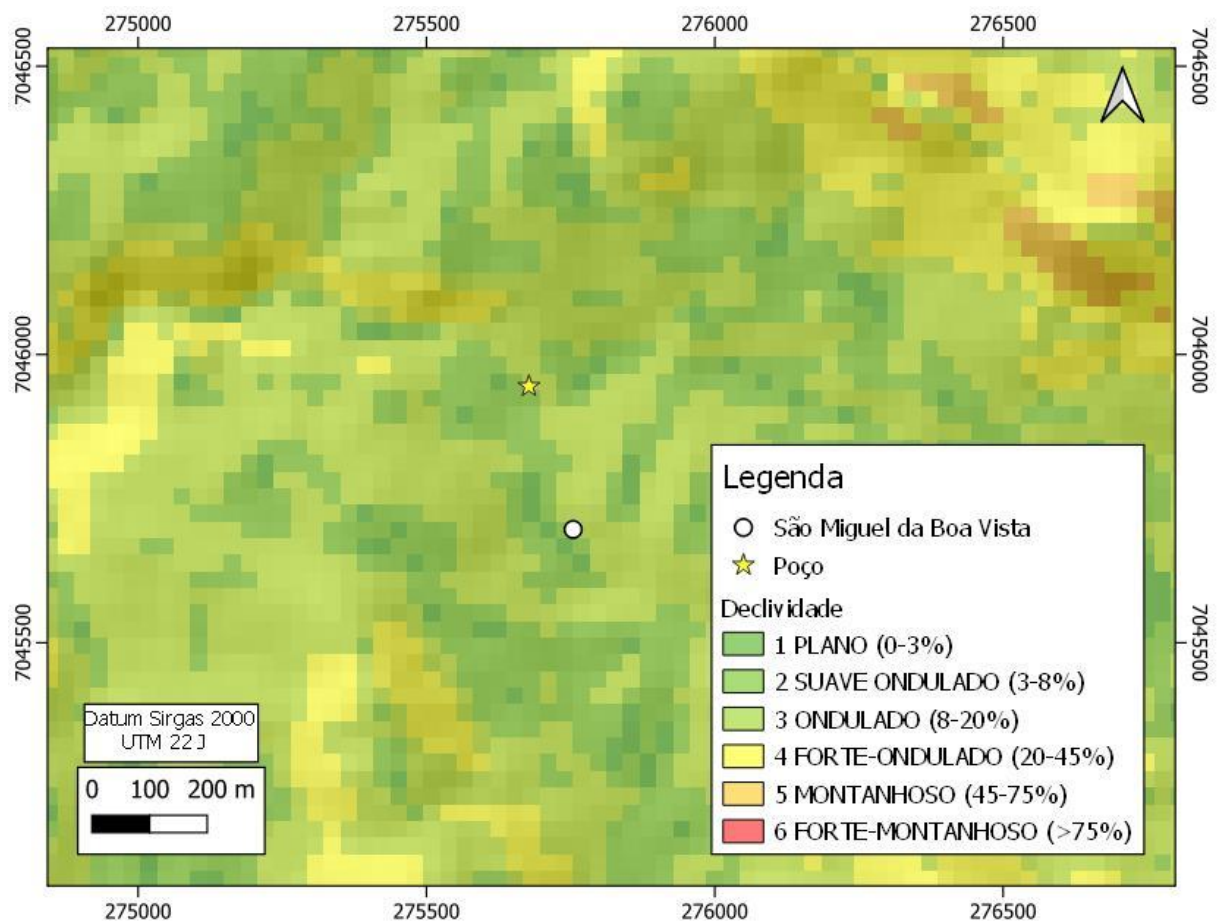 275000 275500 276000 276500
7046500 7046500
7046000 7046000
7045500 7045500
Legenda
São Miguel da Boa Vista
Poço
Declividade
1 PLANO (0-3%)
2 SUAVE ONDULADO (3-8%)
3 ONDULADO (8-20%)
4 FORTE-ONDULADO (20-45%)
5 MONTANHOSO (45-75%)
6 FORTE-MONTANHOSO (>75%)
Datum Sirgas 2000
UTM 22 J
0 100 200 m
275000 275500 276000 276500